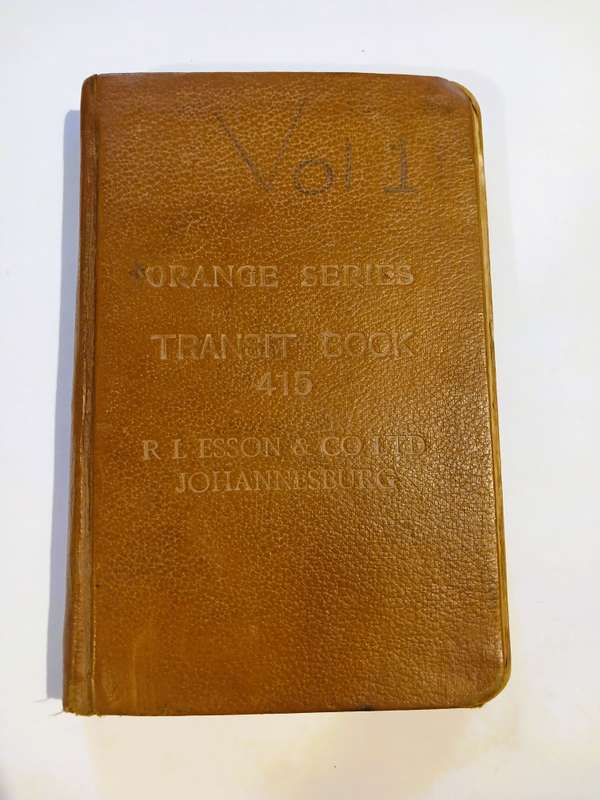 Vol 1
ORANGE SERIES
TRANSIT BOOK
415
R L ESSON & CO LTD
JOHANNESBURG